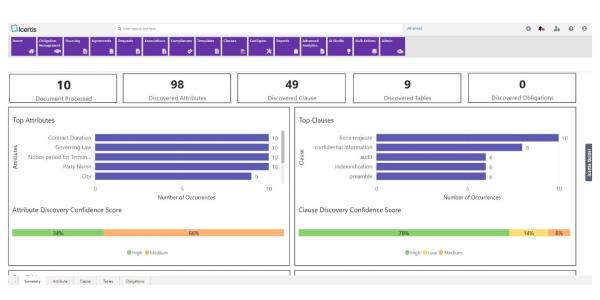 Icertis
Advanced
Home
Obligation Management
Sourcing
Agreements
Requests
Associations
Compliances
Templates
Clauses
Configure
Reports
Advanced Analytics
AI Studio
Bulk Actions
Admin
10
Document Processed
98
Discovered Attributes
49
Discovered Clause
9
Discovered Tables
0
Discovered Obligations
Top Attributes
Attributes
Contract Duration 10
Governing Law 10
Notice period for Termin... 10
Party Name 10
City 9
0 5 10
Number of Occurrences
Attribute Discovery Confidence Score
34% 66%
High Medium
Top Clauses
Clause
force majeure 10
confidential information 8
audit 6
indemnification 6
preamble 6
0 5 10
Number of Occurrences
Clause Discovery Confidence Score
78% 14% 8%
High Low Medium
Summary Attribute Clause Tables Obligations